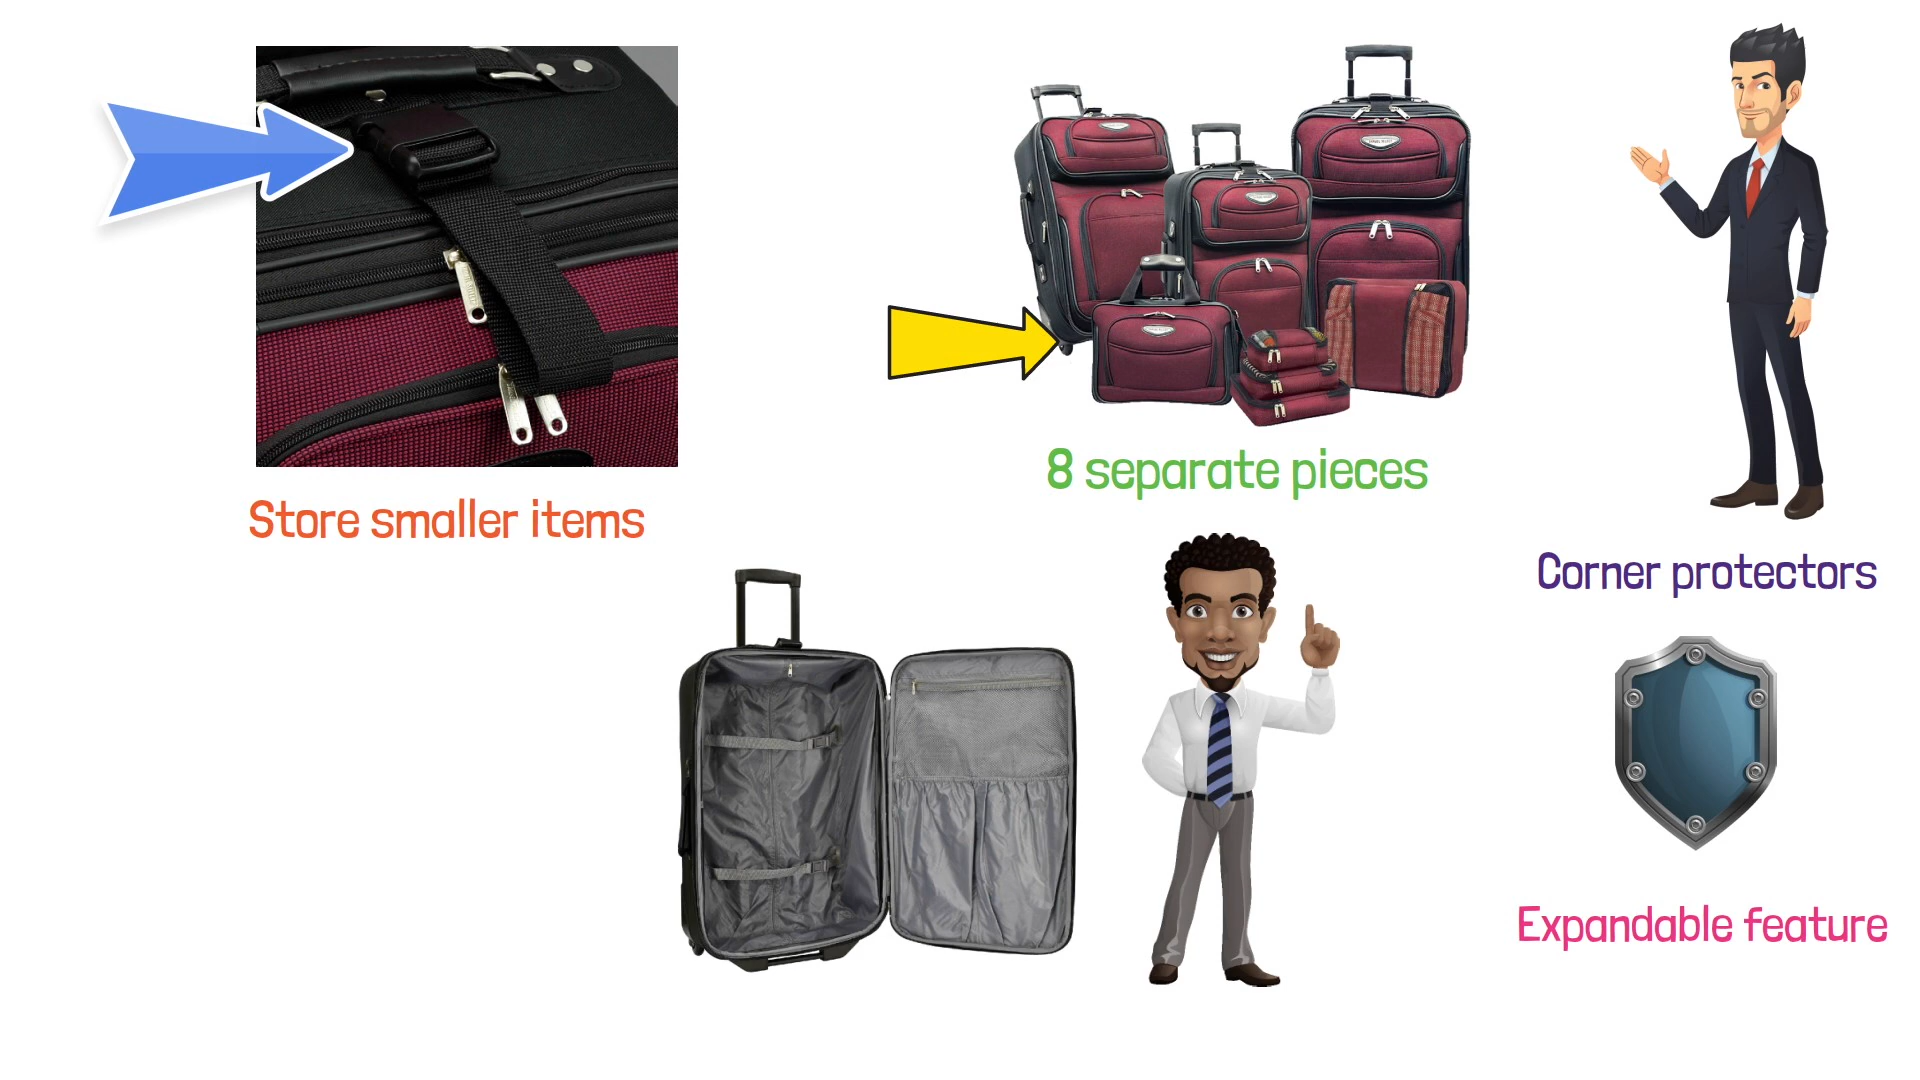 8 separate pieces
Store smaller items
Corner protectors
Expandable feature